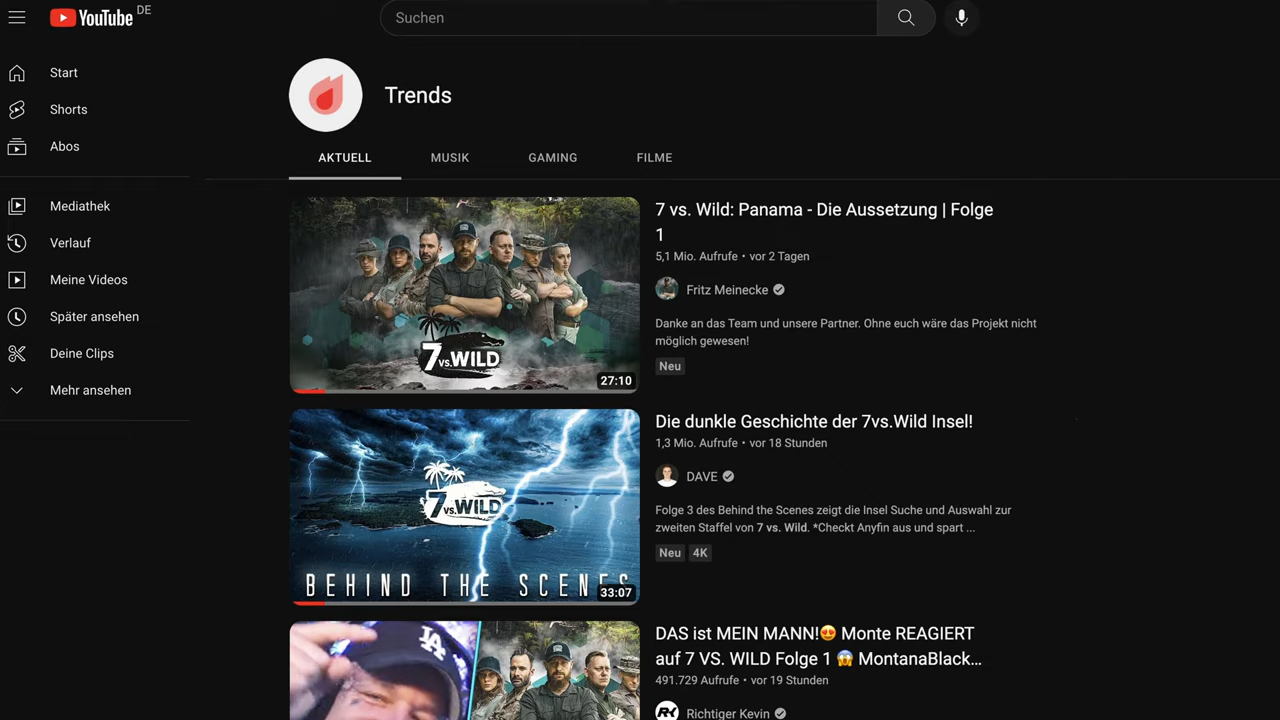 YouTube DE
Suchen
Start
Shorts
Abos
Mediathek
Verlauf
Meine Videos
Später ansehen
Deine Clips
Mehr ansehen
Trends
AKTUELL
MUSIK
GAMING
FILME
7 vs. WILD
27:10
7 vs. Wild: Panama - Die Aussetzung | Folge
1
5,1 Mio. Aufrufe • vor 2 Tagen
Fritz Meinecke
Danke an das Team und unsere Partner. Ohne euch wäre das Projekt nicht
möglich gewesen!
Neu
7 vs. WILD
BEHIND THE SCENES
33:07
Die dunkle Geschichte der 7vs.Wild Insel!
1,3 Mio. Aufrufe • vor 18 Stunden
DAVE
Folge 3 des Behind the Scenes zeigt die Insel Suche und Auswahl zur
zweiten Staffel von 7 vs. Wild. *Checkt Anyfin aus und spart ...
Neu 4K
LA
DAS ist MEIN MANN!😍 Monte REAGIERT
auf 7 VS. WILD Folge 1 😱 MontanaBlack...
491.729 Aufrufe • vor 19 Stunden
RK
Richtiger Kevin